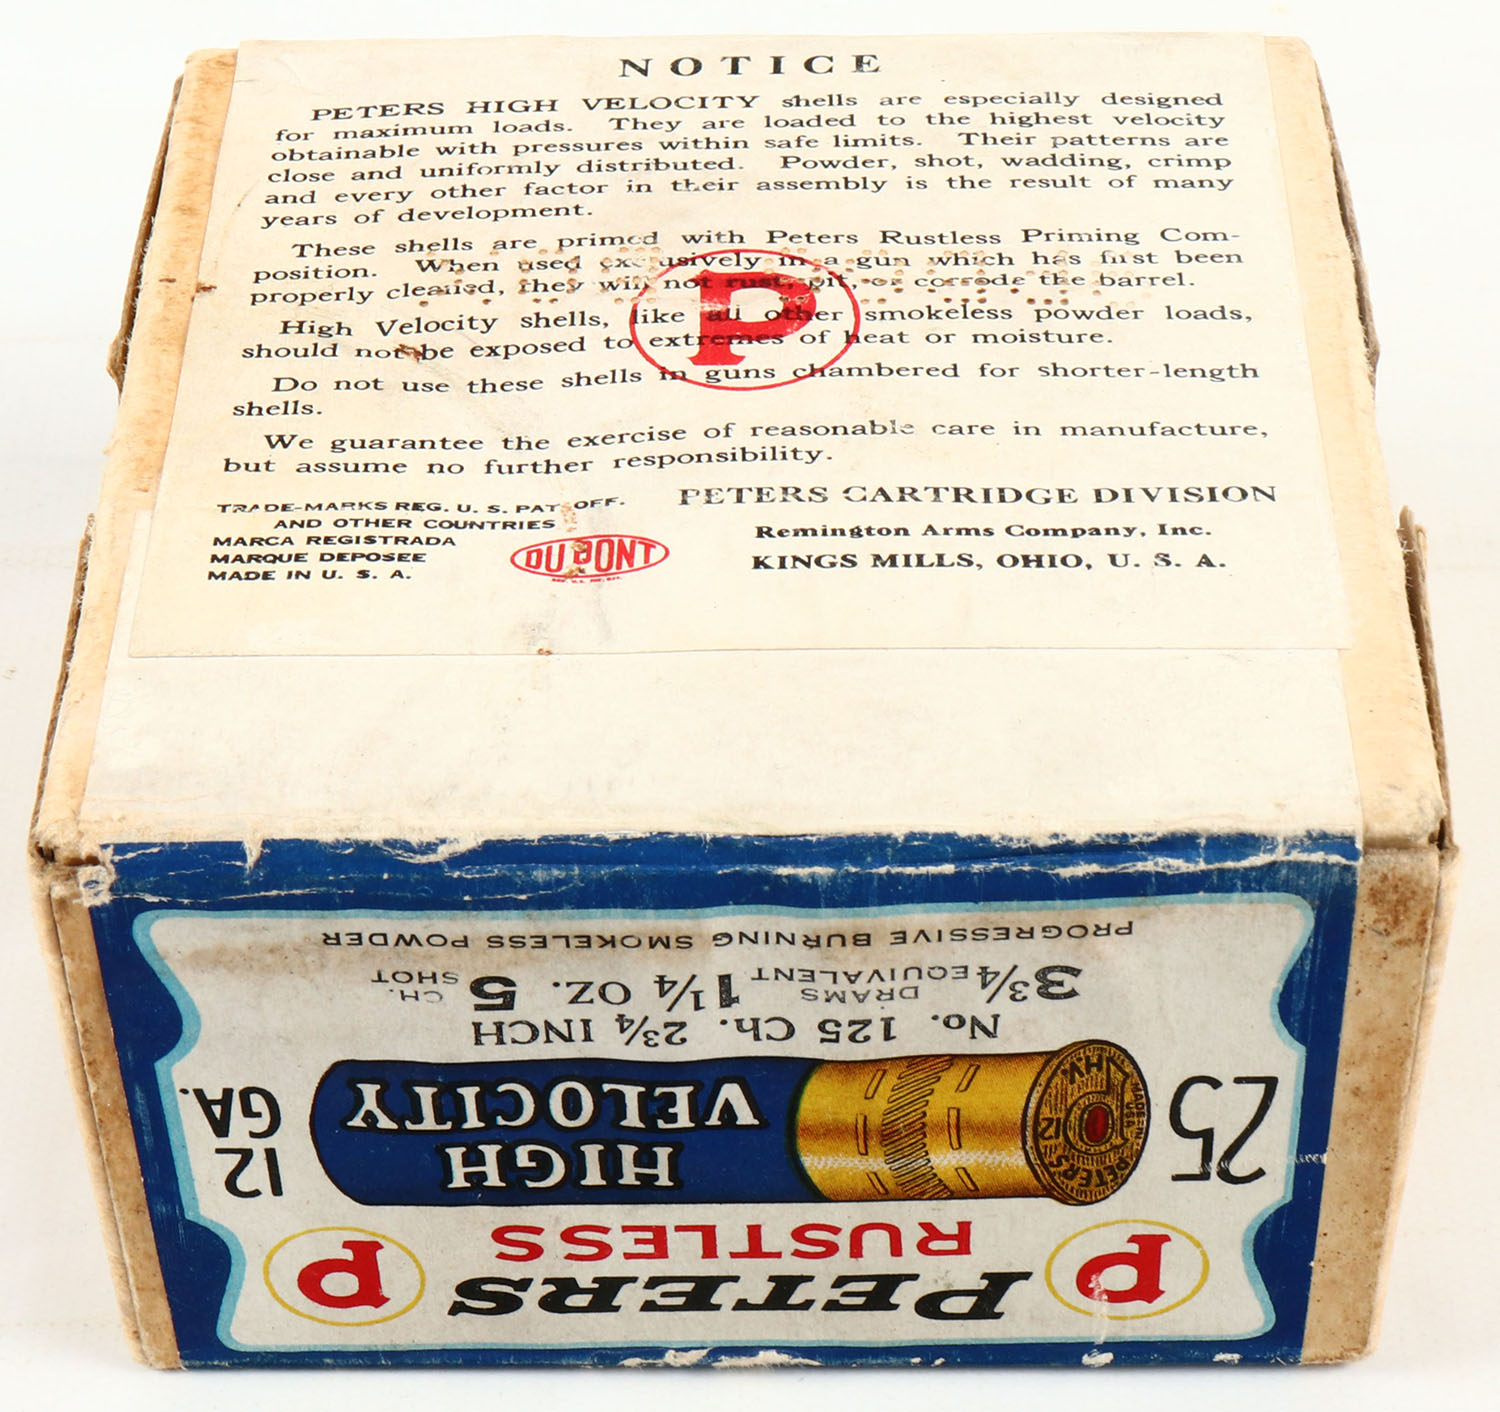 NOTICE
PETERS HIGH VELOCITY shells are especially designed
for maximum loads. They are loaded to the highest velocity
obtainable with pressures within safe limits. Their patterns are
close and uniformly distributed. Powder, shot, wadding, crimp
and every other factor in their assembly is the result of many
years of development.
These shells are primed with Peters Rustless Priming Com-
position. When used exclusively in a gun which has first been
properly cleaned, they will not rust, pit, or corrode the barrel.
P
High Velocity shells, like all other smokeless powder loads,
should not be exposed to extremes of heat or moisture.
Do not use these shells in guns chambered for shorter-length
shells.
We guarantee the exercise of reasonable care in manufacture,
but assume no further responsibility.
TRADE-MARKS REG. U. S. PAT. OFF.
AND OTHER COUNTRIES
MARCA REGISTRADA
MARQUE DEPOSEE
MADE IN U. S. A.
DU PONT
PETERS CARTRIDGE DIVISION
Remington Arms Company, Inc.
KINGS MILLS, OHIO, U. S. A.
P PETERS P
RUSTLESS
25
PETERS 12 HV. MADE IN USA
HIGH
VELOCITY
12
GA.
No. 125 Ch. 2¾ INCH
3¾ DRAMS EQUIVALENT 1¼ OZ. 5 CH. SHOT
PROGRESSIVE BURNING SMOKELESS POWDER